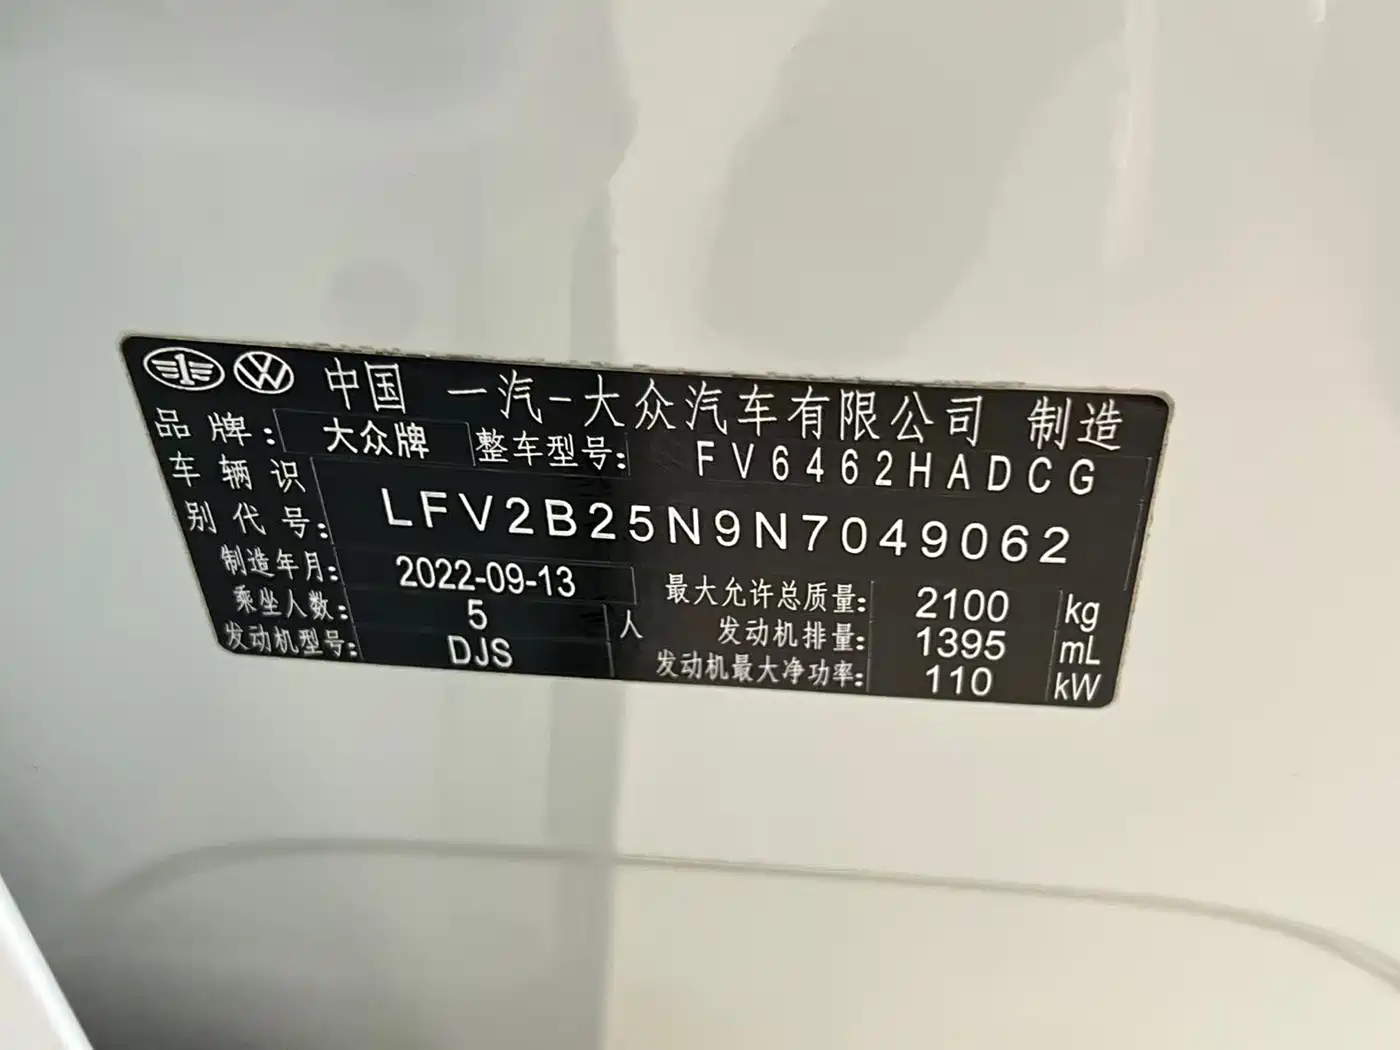 中国 一汽-大众汽车有限公司 制造
品牌: 大众牌 整车型号: FV6462HADCG
车辆识别代号: LFV2B25N9N7049062
制造年月: 2022-09-13 最大允许总质量: 2100 kg
乘坐人数: 5 人 发动机排量: 1395 mL
发动机型号: DJS 发动机最大净功率: 110 kW